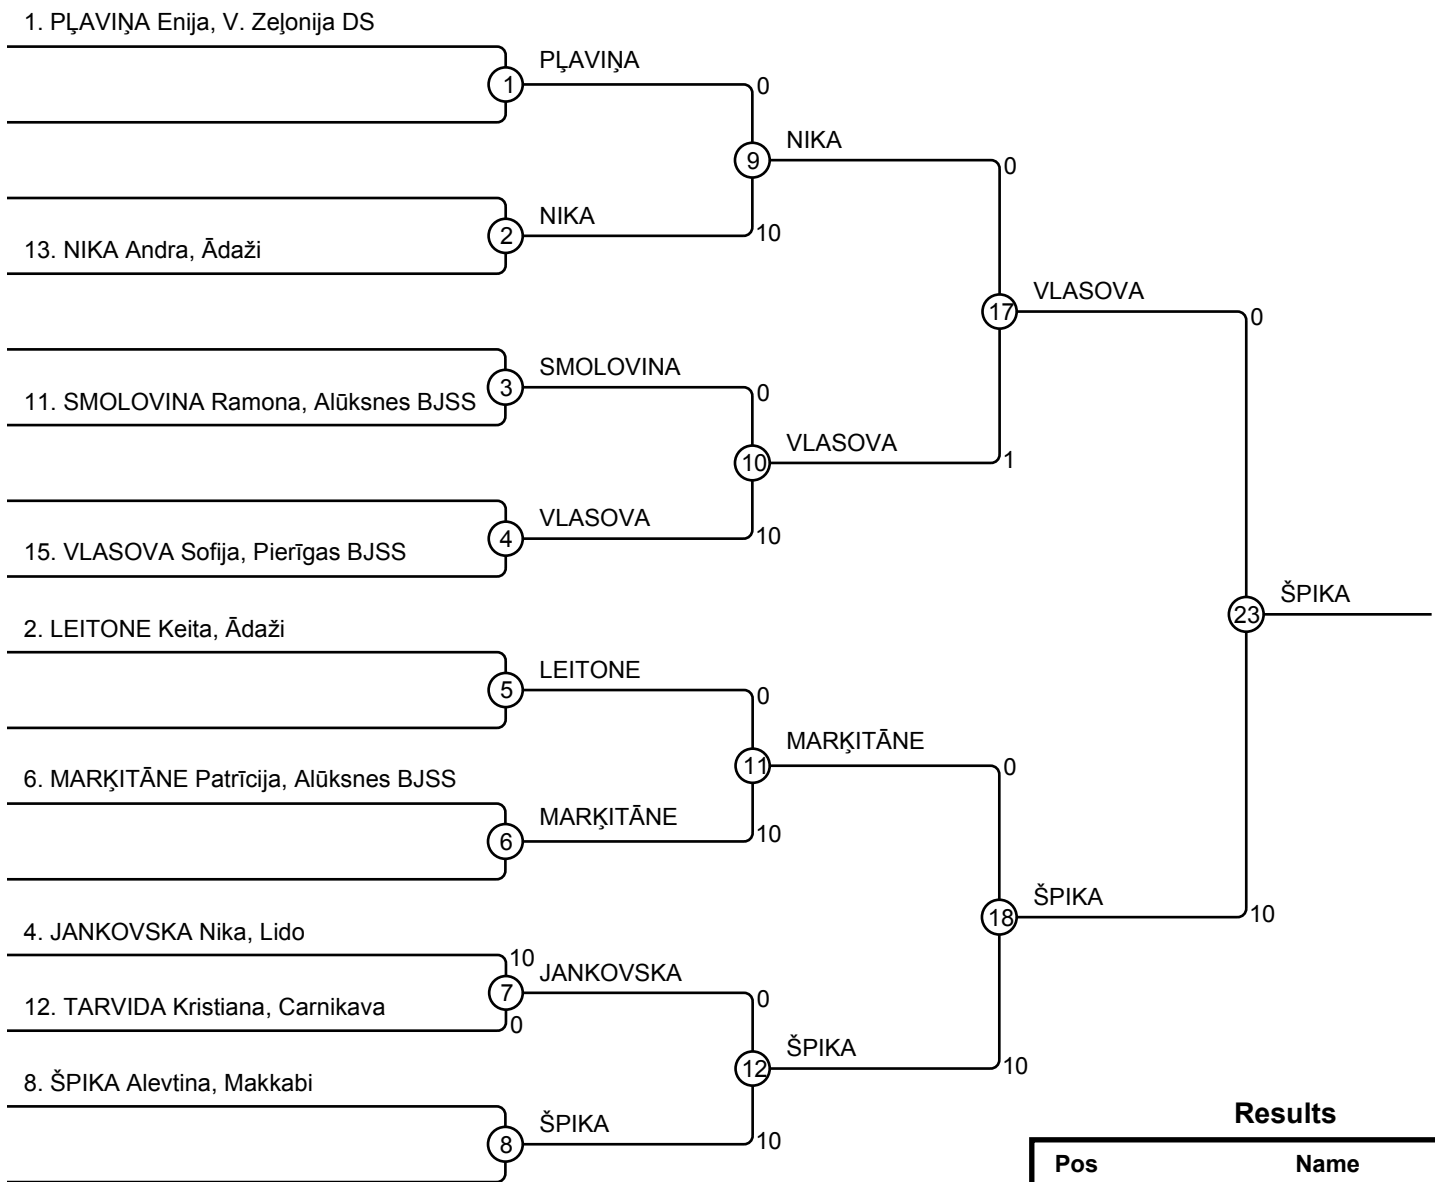 1. PĻAVIŅA Enija, V. Zeļonija DS
PĻAVIŅA
1
0
NIKA
9
0
NIKA
2
10
13. NIKA Andra, Ādaži
VLASOVA
17
0
SMOLOVINA
3
0
11. SMOLOVINA Ramona, Alūksnes BJSS
VLASOVA
10
1
VLASOVA
4
10
15. VLASOVA Sofija, Pierīgas BJSS
ŠPIKA
23
2. LEITONE Keita, Ādaži
LEITONE
5
0
MARĶITĀNE
11
0
6. MARĶITĀNE Patrīcija, Alūksnes BJSS
MARĶITĀNE
6
10
ŠPIKA
18
10
4. JANKOVSKA Nika, Lido
10
JANKOVSKA
7
0
12. TARVIDA Kristiana, Carnikava
0
ŠPIKA
12
10
8. ŠPIKA Alevtina, Makkabi
ŠPIKA
8
10
Results
Pos Name